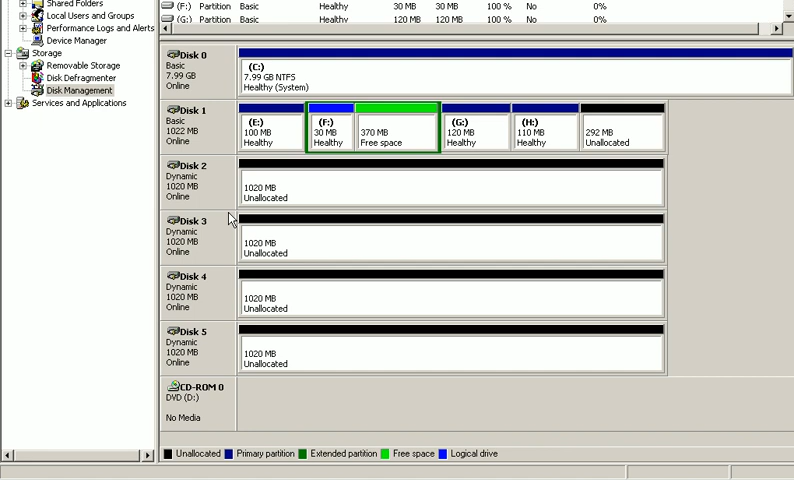 Shared Folders
Local Users and Groups
Performance Logs and Alerts
Device Manager
Storage
Removable Storage
Disk Defragmenter
Disk Management
Services and Applications
(F:) Partition Basic Healthy 30 MB 30 MB 100 % No 0%
(G:) Partition Basic Healthy 120 MB 120 MB 100 % No 0%
Disk 0
Basic
7.99 GB
Online
(C:)
7.99 GB NTFS
Healthy (System)
Disk 1
Basic
1022 MB
Online
(E:)
100 MB
Healthy
(F:)
30 MB
Healthy
370 MB
Free space
(G:)
120 MB
Healthy
(H:)
110 MB
Healthy
292 MB
Unallocated
Disk 2
Dynamic
1020 MB
Online
1020 MB
Unallocated
Disk 3
Dynamic
1020 MB
Online
1020 MB
Unallocated
Disk 4
Dynamic
1020 MB
Online
1020 MB
Unallocated
Disk 5
Dynamic
1020 MB
Online
1020 MB
Unallocated
CD-ROM 0
DVD (D:)
No Media
Unallocated Primary partition Extended partition Free space Logical drive